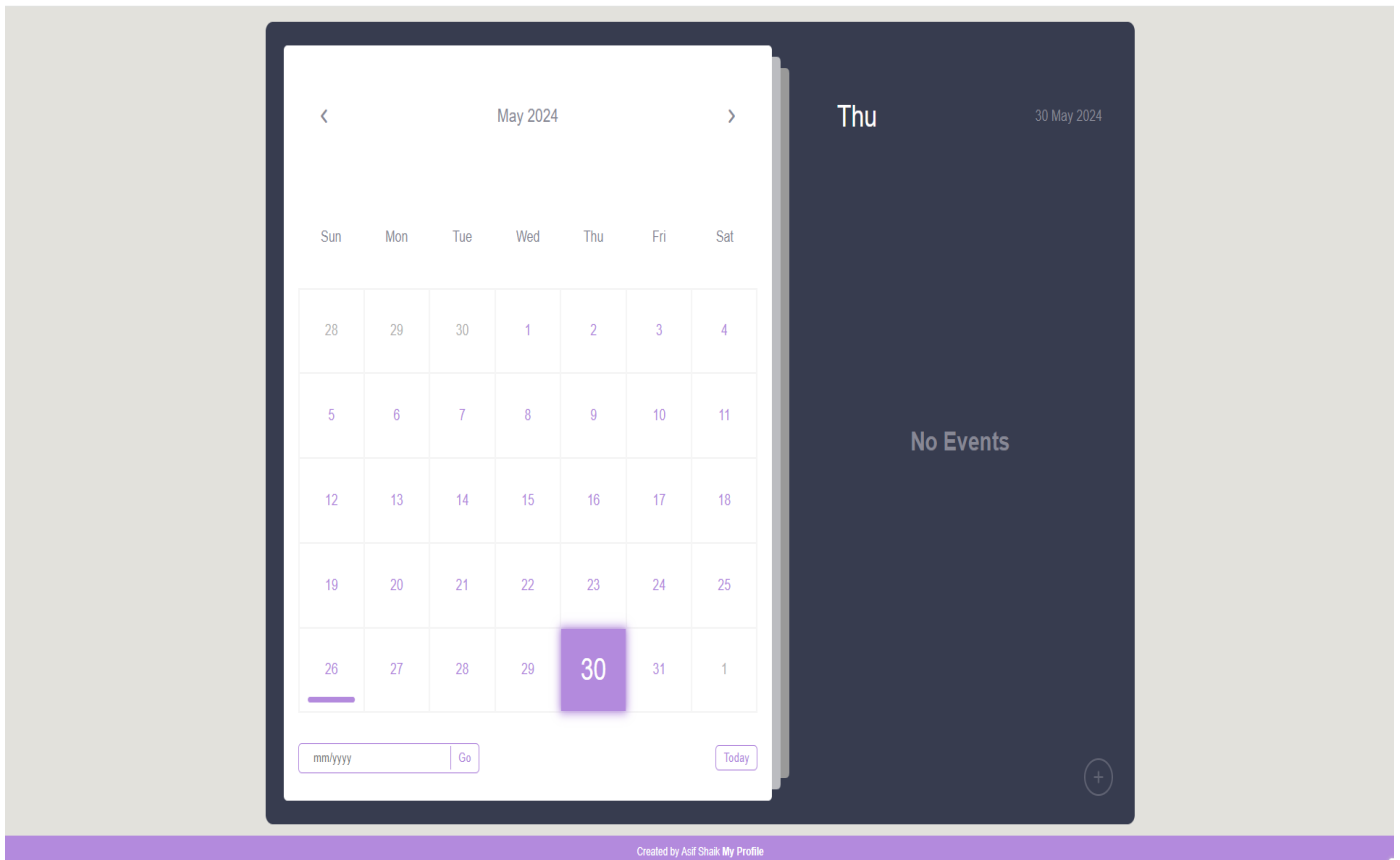 ‹ May 2024 ›
Thu 30 May 2024
Sun Mon Tue Wed Thu Fri Sat
28 29 30 1 2 3 4
5 6 7 8 9 10 11
No Events
12 13 14 15 16 17 18
19 20 21 22 23 24 25
26 27 28 29 30 31 1
mm/yyyy Go Today
+
Created by Asif Shaik My Profile